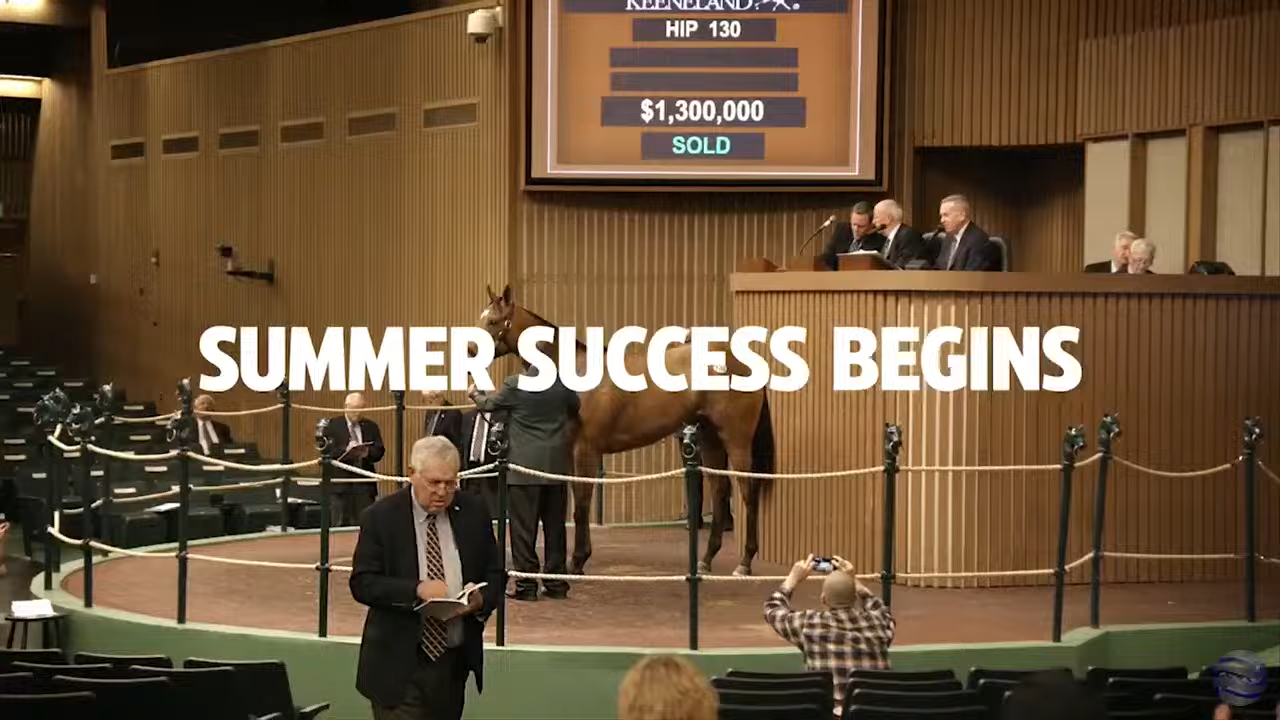 KEENELAND
HIP 130
$1,300,000
SOLD
SUMMER SUCCESS BEGINS